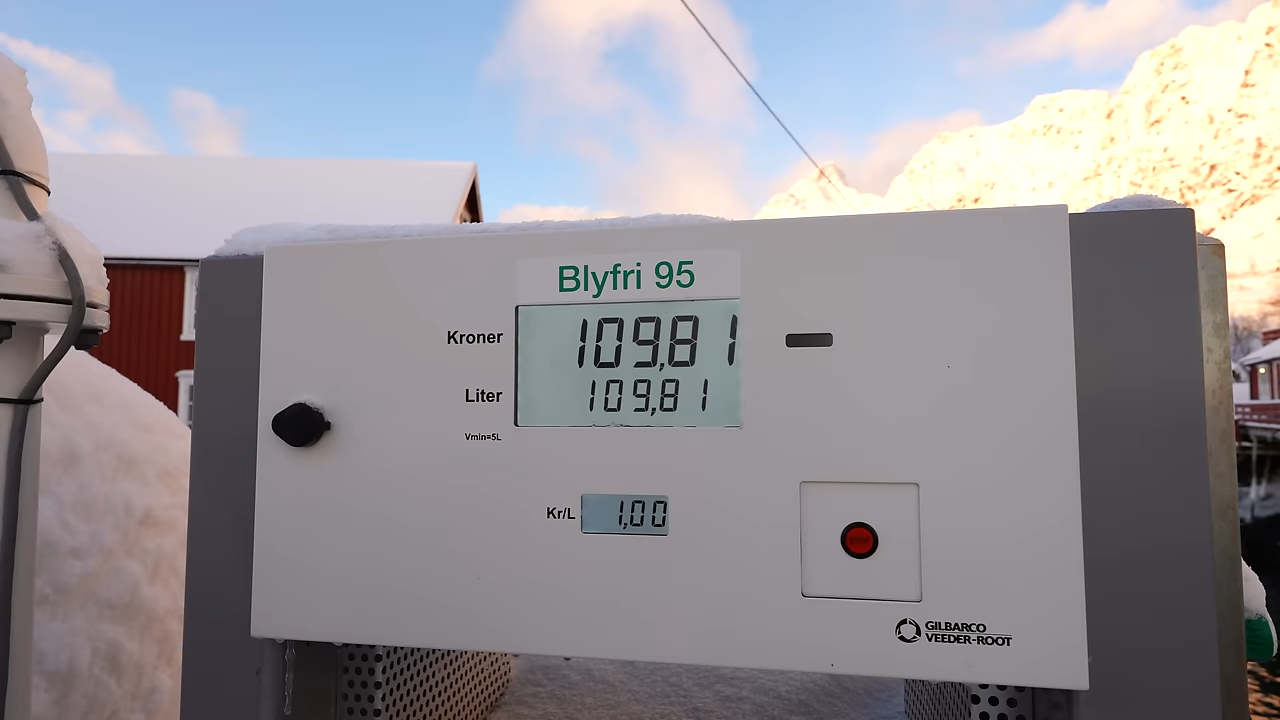 Blyfri 95
Kroner 109,81
Liter 109,81
Vmin=5L
Kr/L 1,00
GILBARCO
VEEDER-ROOT